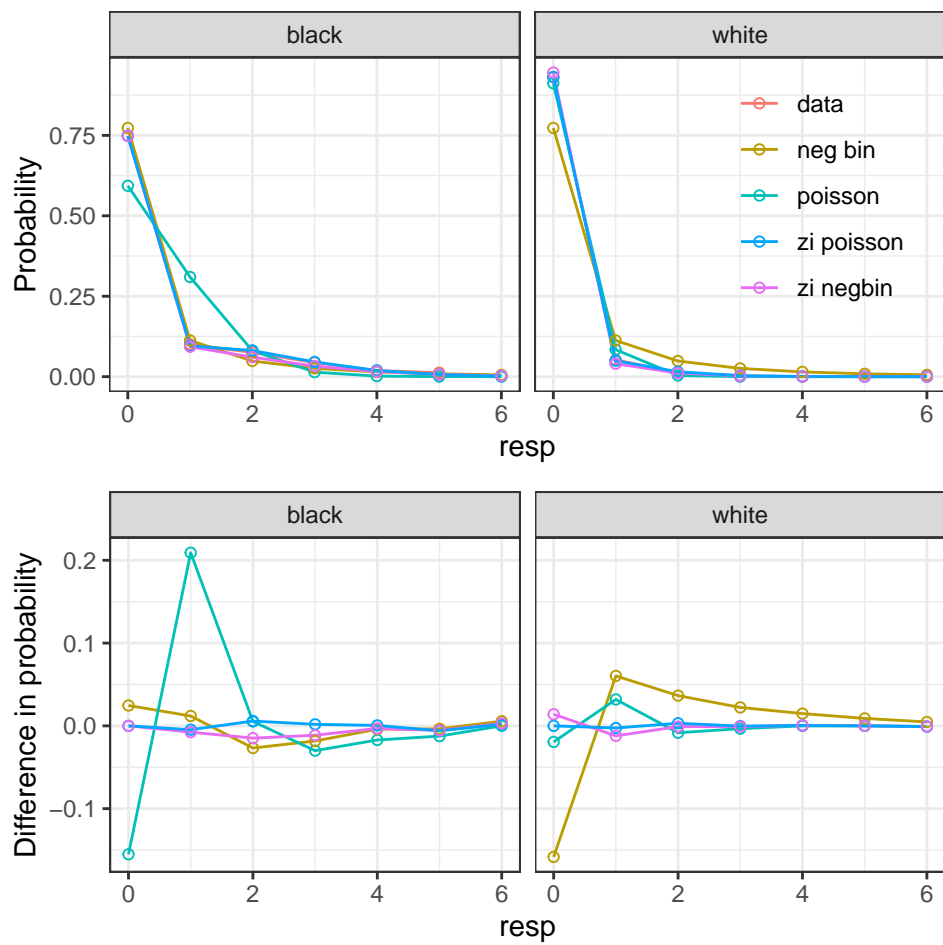 black white
0.75
0.50
0.25
0.00
Probability
data
neg bin
poisson
zi poisson
zi negbin
0 2 4 6 0 2 4 6
resp
black white
0.2
0.1
0.0
−0.1
Difference in probability
0 2 4 6 0 2 4 6
resp